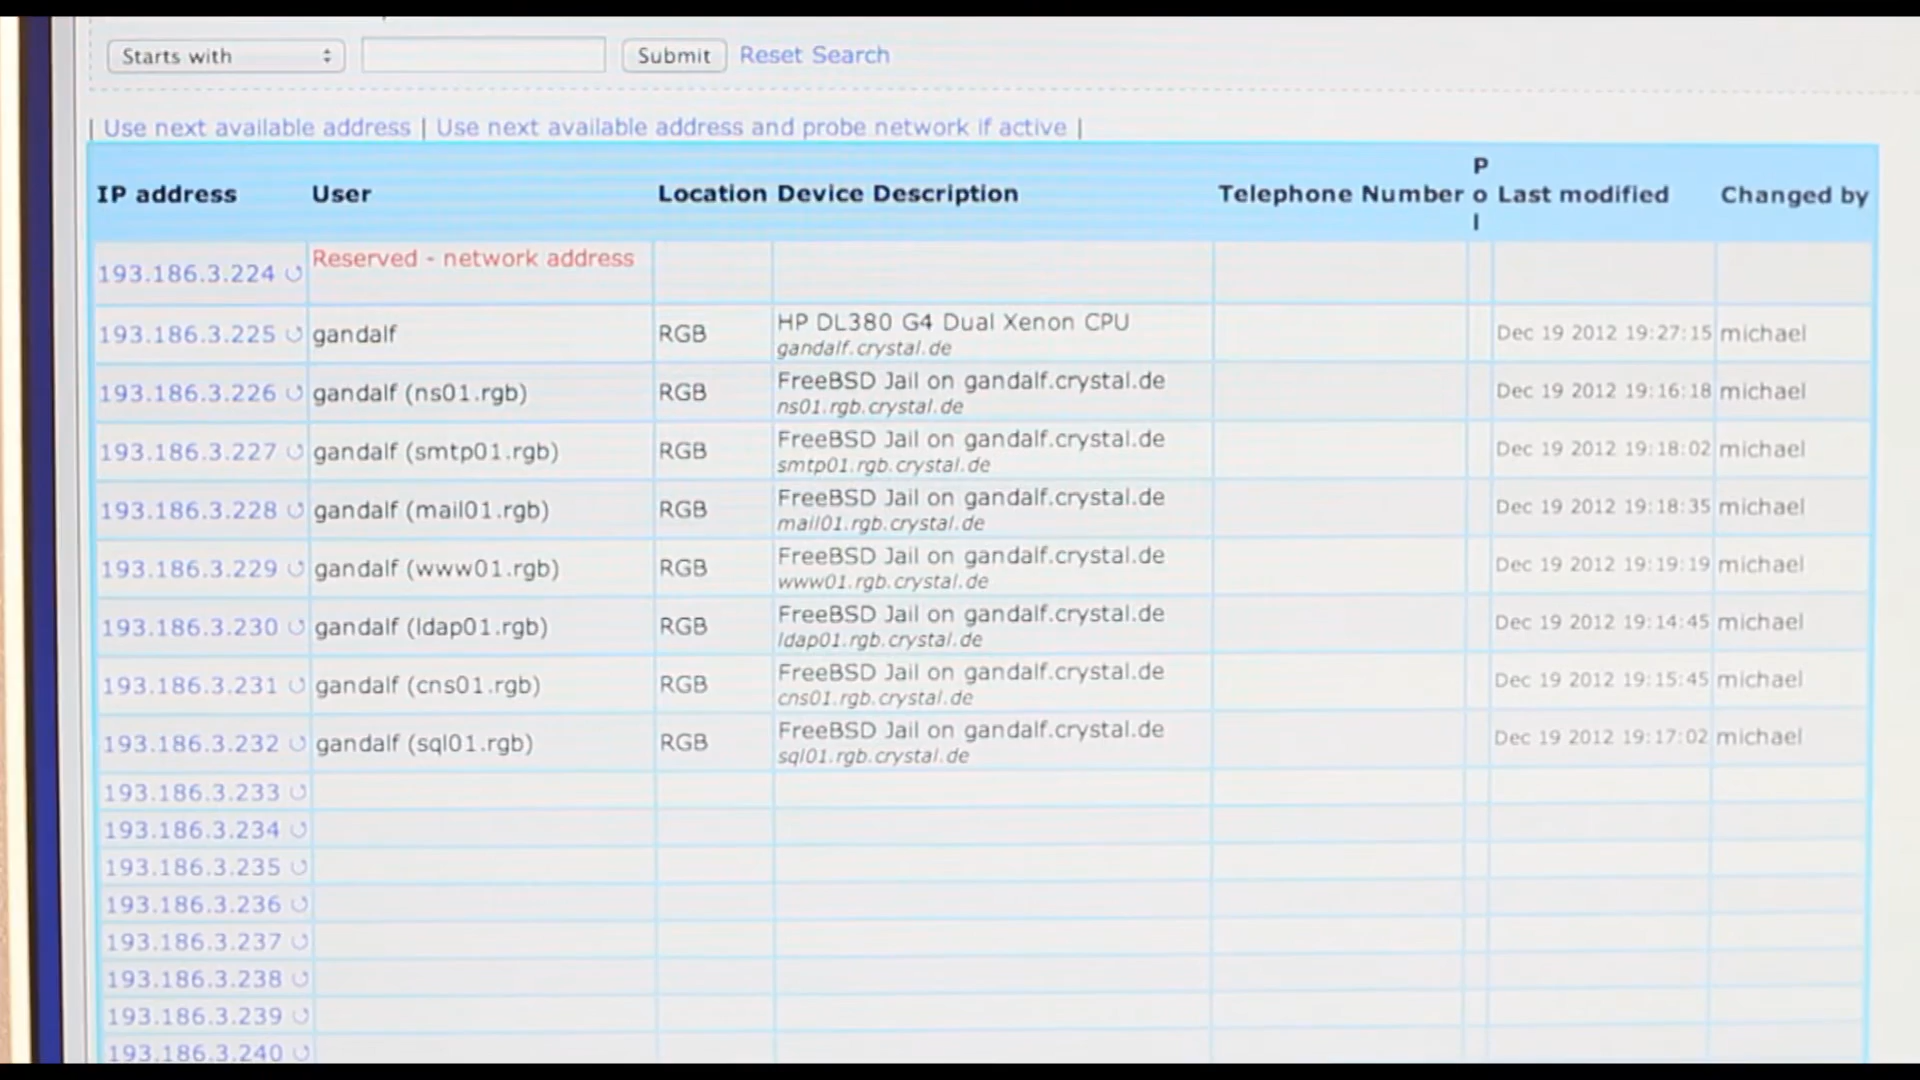 Starts with Submit Reset Search
| Use next available address | Use next available address and probe network if active |
IP address User Location Device Description Telephone Number Pol Last modified Changed by
193.186.3.224 Reserved - network address
193.186.3.225 gandalf RGB HP DL380 G4 Dual Xenon CPU Dec 19 2012 19:27:15 michael
gandalf.crystal.de
193.186.3.226 gandalf (ns01.rgb) RGB FreeBSD Jail on gandalf.crystal.de Dec 19 2012 19:16:18 michael
ns01.rgb.crystal.de
193.186.3.227 gandalf (smtp01.rgb) RGB FreeBSD Jail on gandalf.crystal.de Dec 19 2012 19:18:02 michael
smtp01.rgb.crystal.de
193.186.3.228 gandalf (mail01.rgb) RGB FreeBSD Jail on gandalf.crystal.de Dec 19 2012 19:18:35 michael
mail01.rgb.crystal.de
193.186.3.229 gandalf (www01.rgb) RGB FreeBSD Jail on gandalf.crystal.de Dec 19 2012 19:19:19 michael
www01.rgb.crystal.de
193.186.3.230 gandalf (ldap01.rgb) RGB FreeBSD Jail on gandalf.crystal.de Dec 19 2012 19:14:45 michael
ldap01.rgb.crystal.de
193.186.3.231 gandalf (cns01.rgb) RGB FreeBSD Jail on gandalf.crystal.de Dec 19 2012 19:15:45 michael
cns01.rgb.crystal.de
193.186.3.232 gandalf (sql01.rgb) RGB FreeBSD Jail on gandalf.crystal.de Dec 19 2012 19:17:02 michael
sql01.rgb.crystal.de
193.186.3.233
193.186.3.234
193.186.3.235
193.186.3.236
193.186.3.237
193.186.3.238
193.186.3.239
193.186.3.240